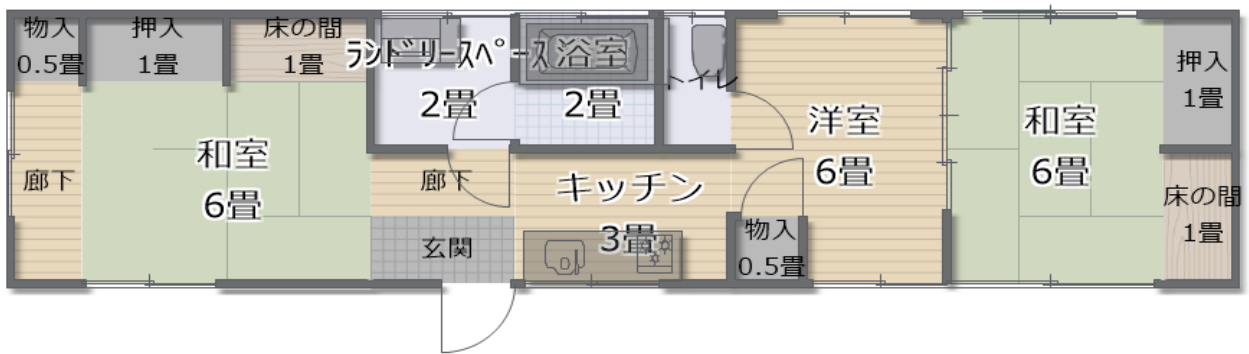 物入
0.5畳
押入
1畳
床の間
1畳
ﾗﾝﾄﾞﾘｰｽﾍﾟｰｽ
2畳
浴室
2畳
トイレ
洋室
6畳
和室
6畳
押入
1畳
廊下
和室
6畳
廊下
キッチン
3畳
玄関
物入
0.5畳
床の間
1畳